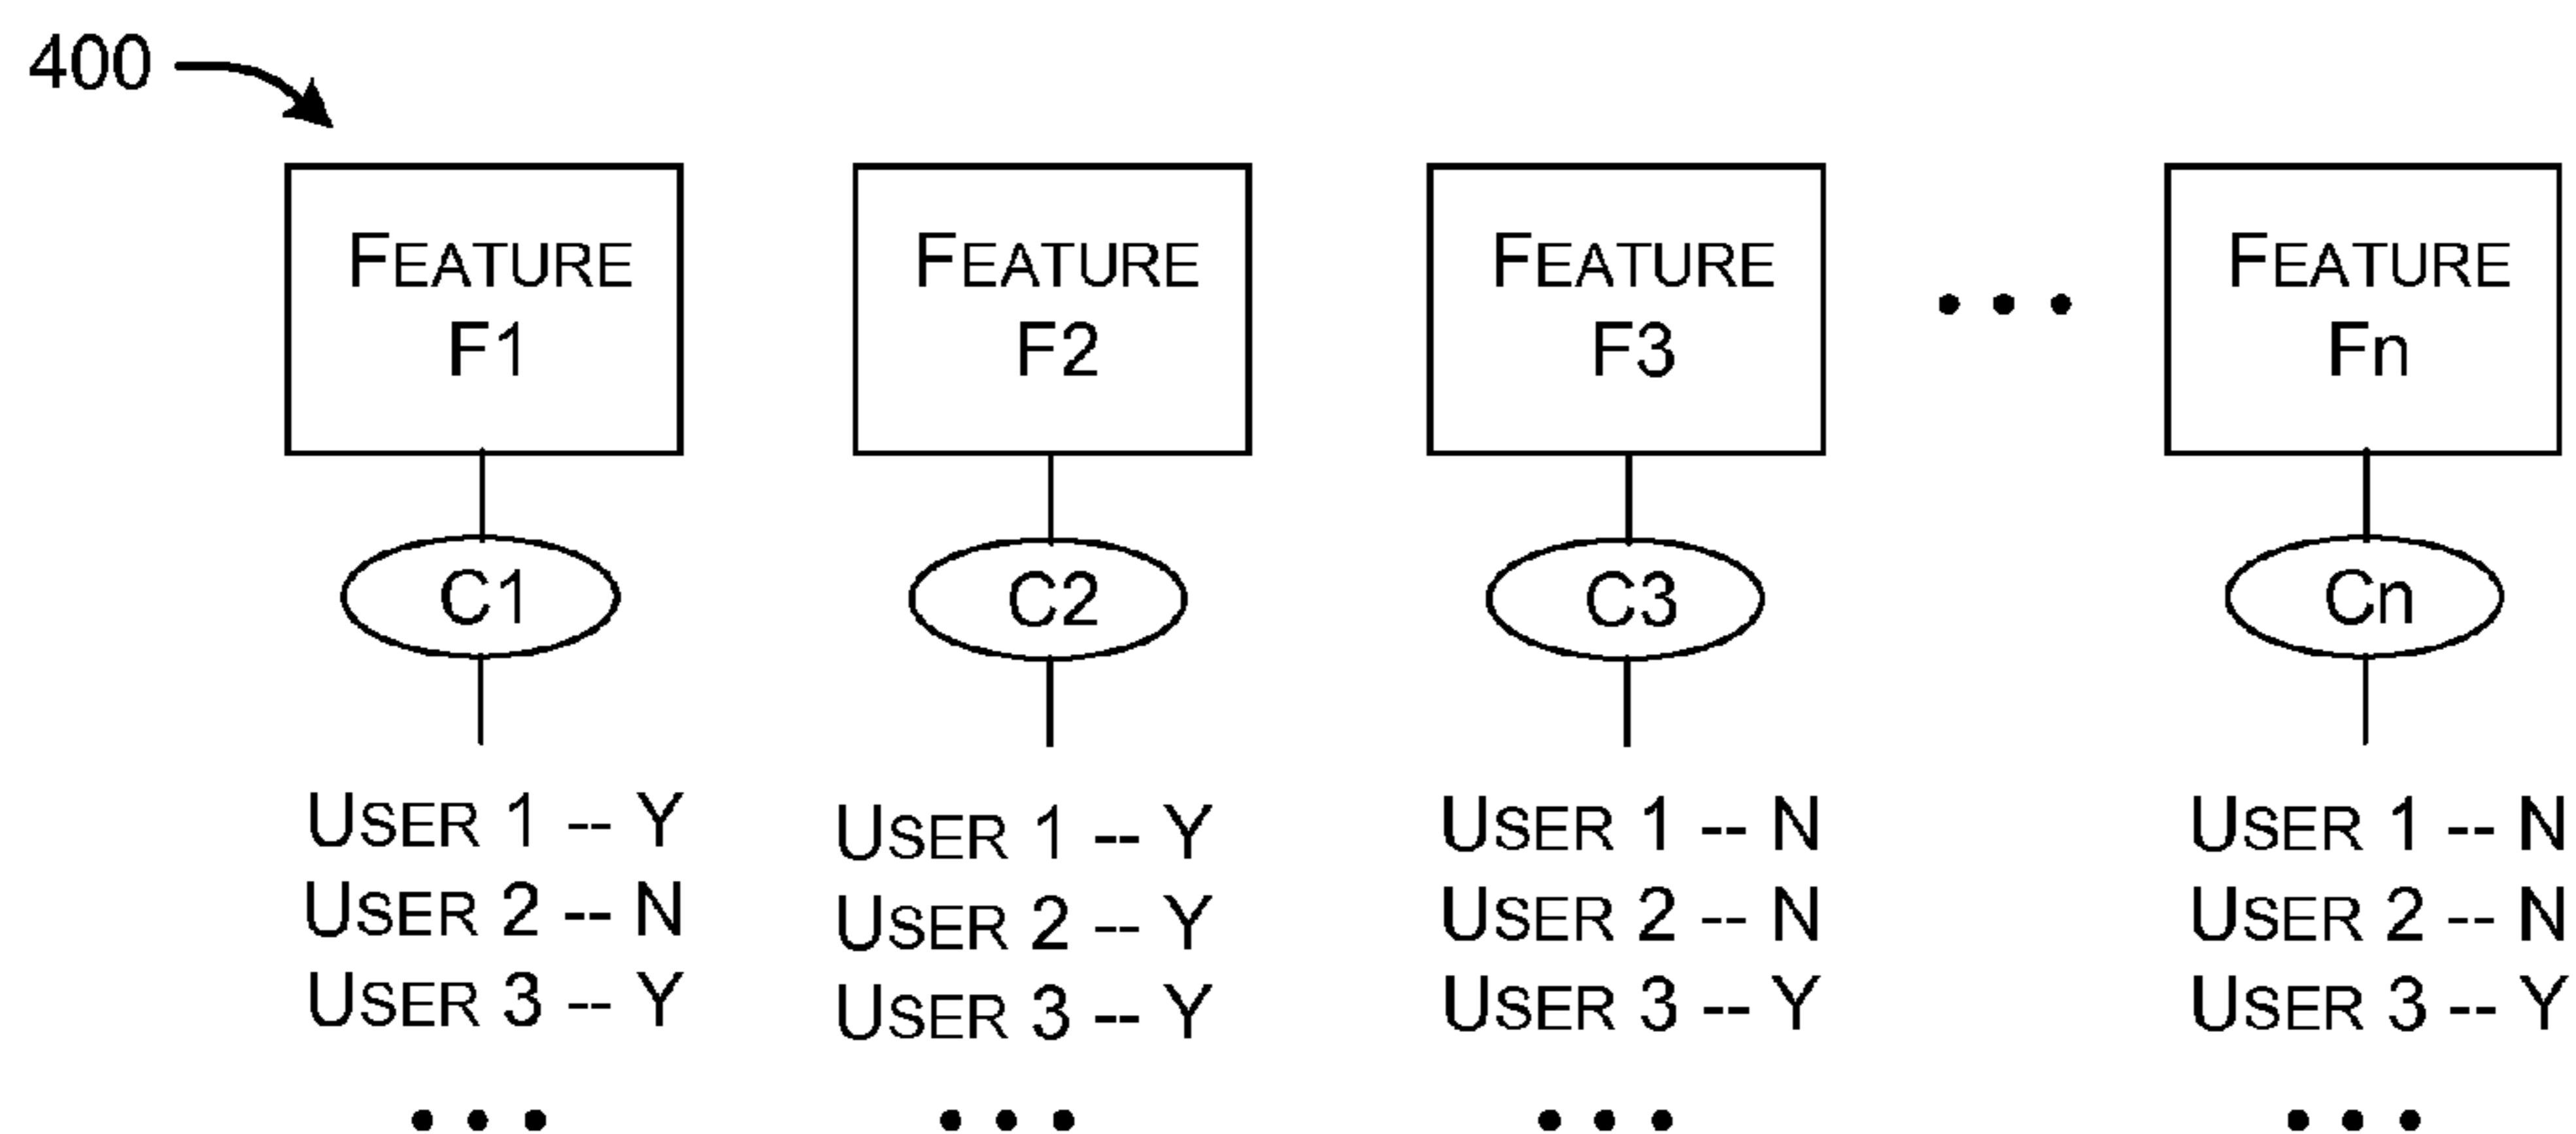 400
FEATURE
F1
FEATURE
F2
FEATURE
F3
• • •
FEATURE
Fn
C1
C2
C3
Cn
USER 1 -- Y
USER 2 -- N
USER 3 -- Y
• • •
USER 1 -- Y
USER 2 -- Y
USER 3 -- Y
• • •
USER 1 -- N
USER 2 -- N
USER 3 -- Y
• • •
USER 1 -- N
USER 2 -- N
USER 3 -- Y
• • •